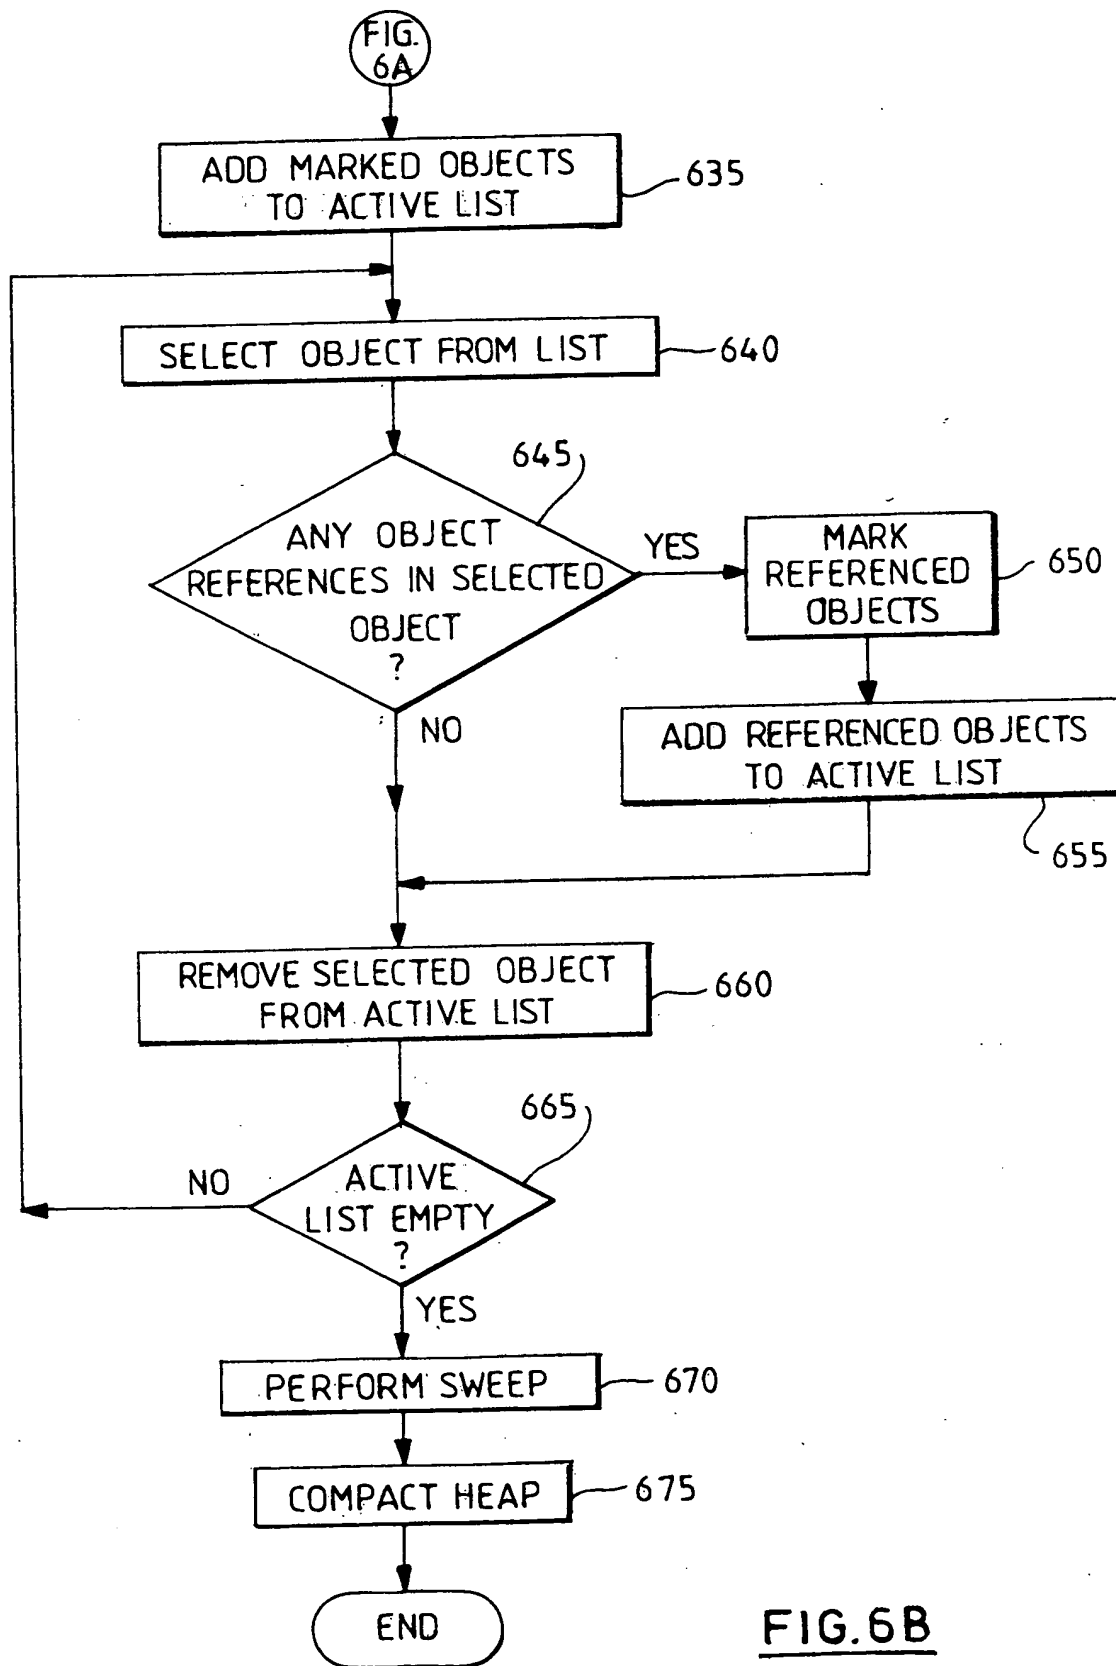 FIG.
6A
ADD MARKED OBJECTS
TO ACTIVE LIST
635
SELECT OBJECT FROM LIST
640
645
ANY OBJECT
REFERENCES IN SELECTED
OBJECT
?
YES
MARK
REFERENCED
OBJECTS
650
NO
ADD REFERENCED OBJECTS
TO ACTIVE LIST
655
REMOVE SELECTED OBJECT
FROM ACTIVE LIST
660
665
NO
ACTIVE
LIST EMPTY
?
YES
PERFORM SWEEP
670
COMPACT HEAP
675
END
FIG.6B